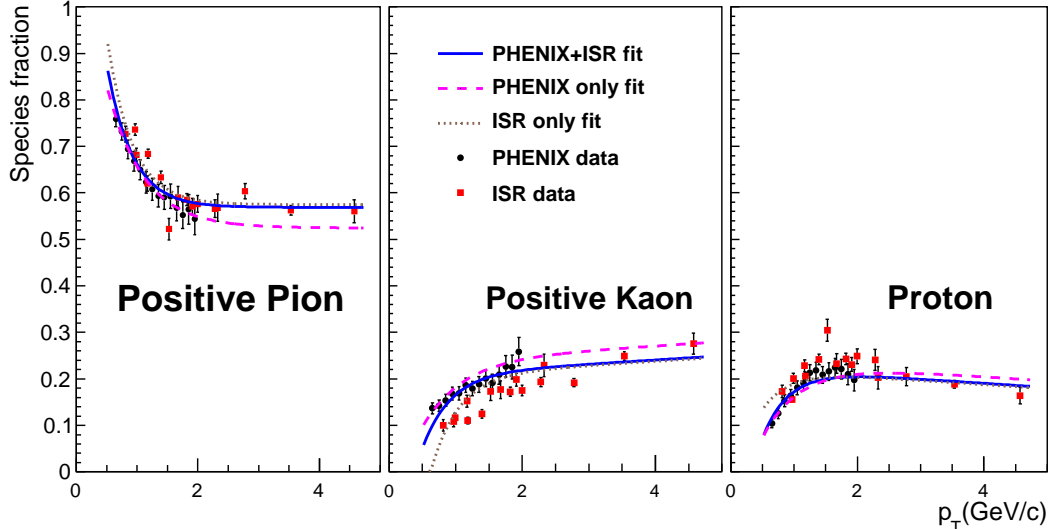 Species fraction
1
0.9
0.8
0.7
0.6
0.5
0.4
0.3
0.2
0.1
0
PHENIX+ISR fit
PHENIX only fit
ISR only fit
PHENIX data
ISR data
Positive Pion
Positive Kaon
Proton
0 2 4
0 2 4
0 2 4
p_T(GeV/c)